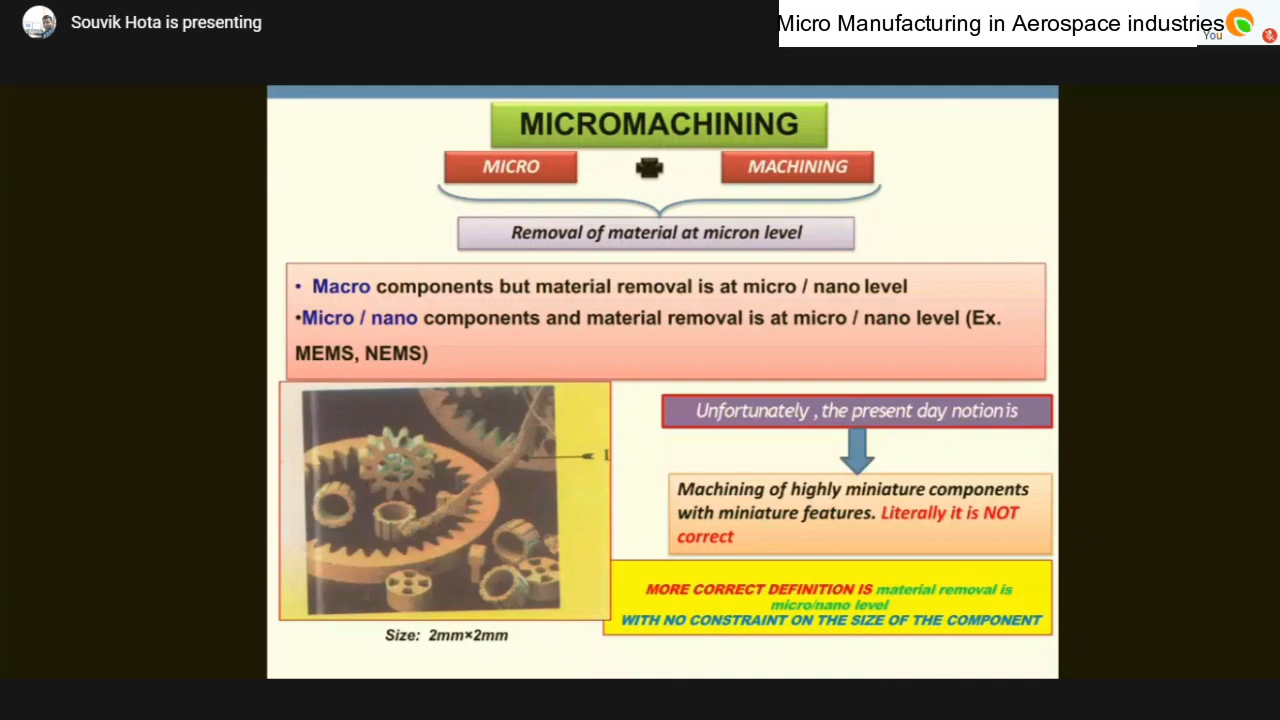 Souvik Hota is presenting
Micro Manufacturing in Aerospace industries
You
MICROMACHINING
MICRO
MACHINING
Removal of material at micron level
• Macro components but material removal is at micro / nano level
•Micro / nano components and material removal is at micro / nano level (Ex.
MEMS, NEMS)
Unfortunately , the present day notion is
L
Machining of highly miniature components
with miniature features. Literally it is NOT
correct
MORE CORRECT DEFINITION IS material removal is
micro/nano level
WITH NO CONSTRAINT ON THE SIZE OF THE COMPONENT
Size: 2mm×2mm